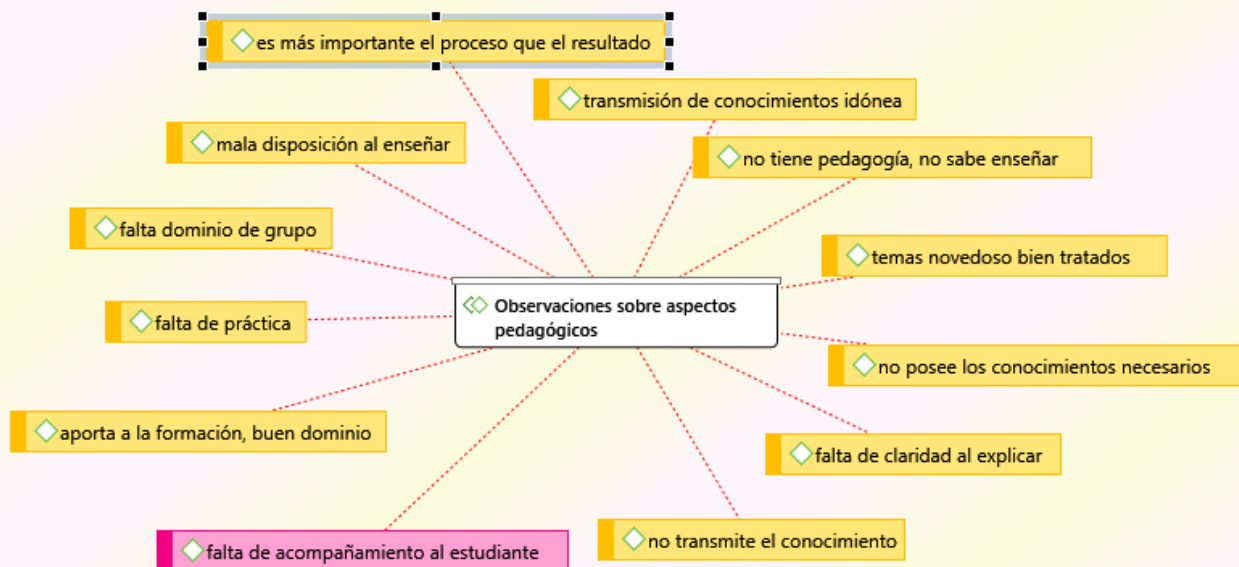 es más importante el proceso que el resultado
transmisión de conocimientos idónea
mala disposición al enseñar
no tiene pedagogía, no sabe enseñar
falta dominio de grupo
temas novedoso bien tratados
Observaciones sobre aspectos
pedagógicos
falta de práctica
no posee los conocimientos necesarios
aporta a la formación, buen dominio
falta de claridad al explicar
no transmite el conocimiento
falta de acompañamiento al estudiante